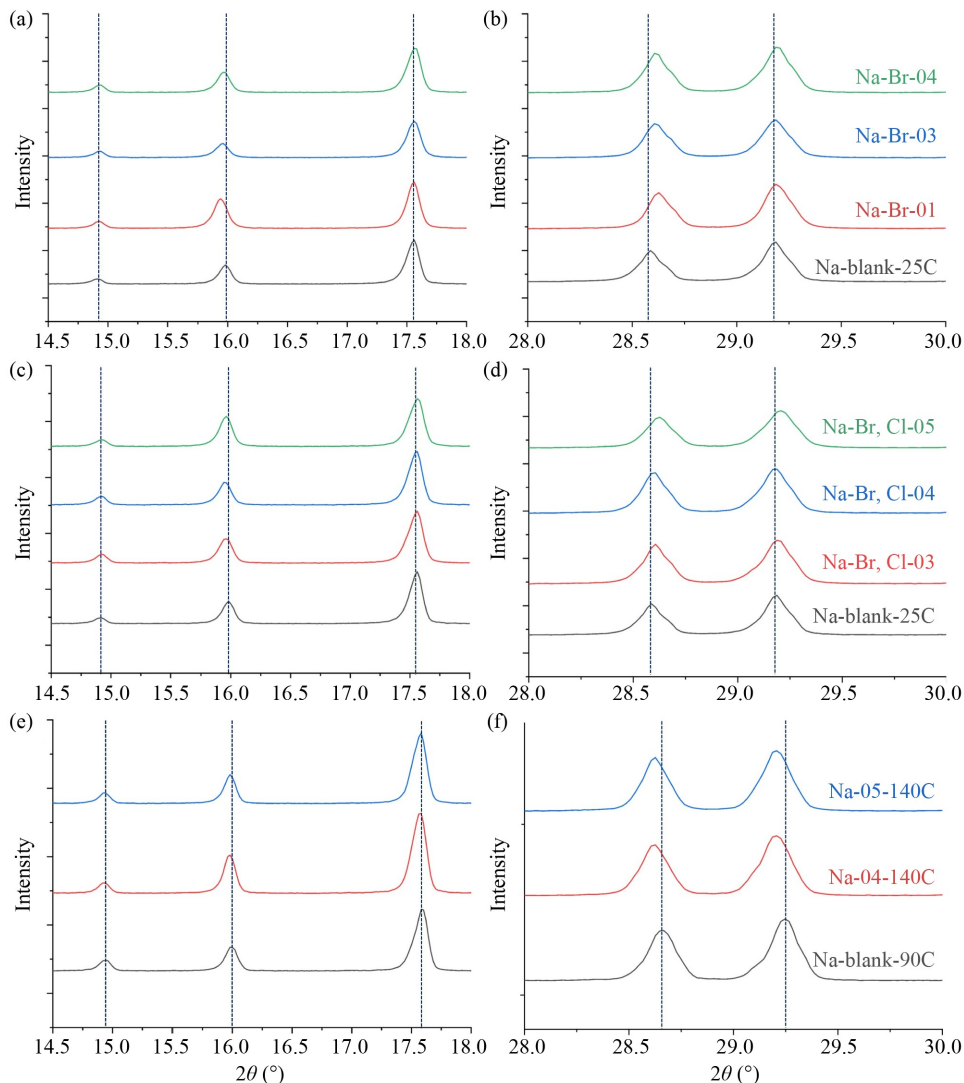 (a)
Intensity
14.5 15.0 15.5 16.0 16.5 17.0 17.5 18.0
(b)
Intensity
Na-Br-04
Na-Br-03
Na-Br-01
Na-blank-25C
28.0 28.5 29.0 29.5 30.0
(c)
Intensity
14.5 15.0 15.5 16.0 16.5 17.0 17.5 18.0
(d)
Intensity
Na-Br, Cl-05
Na-Br, Cl-04
Na-Br, Cl-03
Na-blank-25C
28.0 28.5 29.0 29.5 30.0
(e)
Intensity
14.5 15.0 15.5 16.0 16.5 17.0 17.5 18.0
2θ (°)
(f)
Intensity
Na-05-140C
Na-04-140C
Na-blank-90C
28.0 28.5 29.0 29.5 30.0
2θ (°)